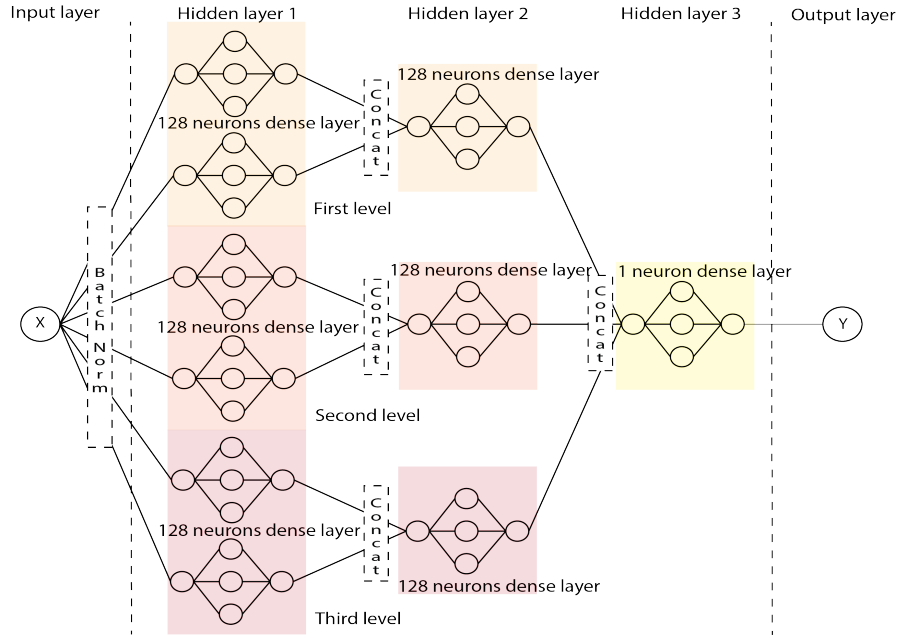 Input layer
Hidden layer 1
Hidden layer 2
Hidden layer 3
Output layer
128 neurons dense layer
Concat
128 neurons dense layer
First level
X
Batch Norm
128 neurons dense layer
Concat
128 neurons dense layer
Second level
Concat
1 neuron dense layer
Y
128 neurons dense layer
Concat
128 neurons dense layer
Third level